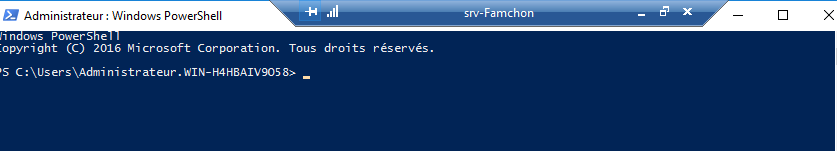 Administrateur : Windows PowerShell
srv-Famchon
Windows PowerShell
Copyright (C) 2016 Microsoft Corporation. Tous droits réservés.
PS C:\Users\Administrateur.WIN-H4HBAIV9O58>